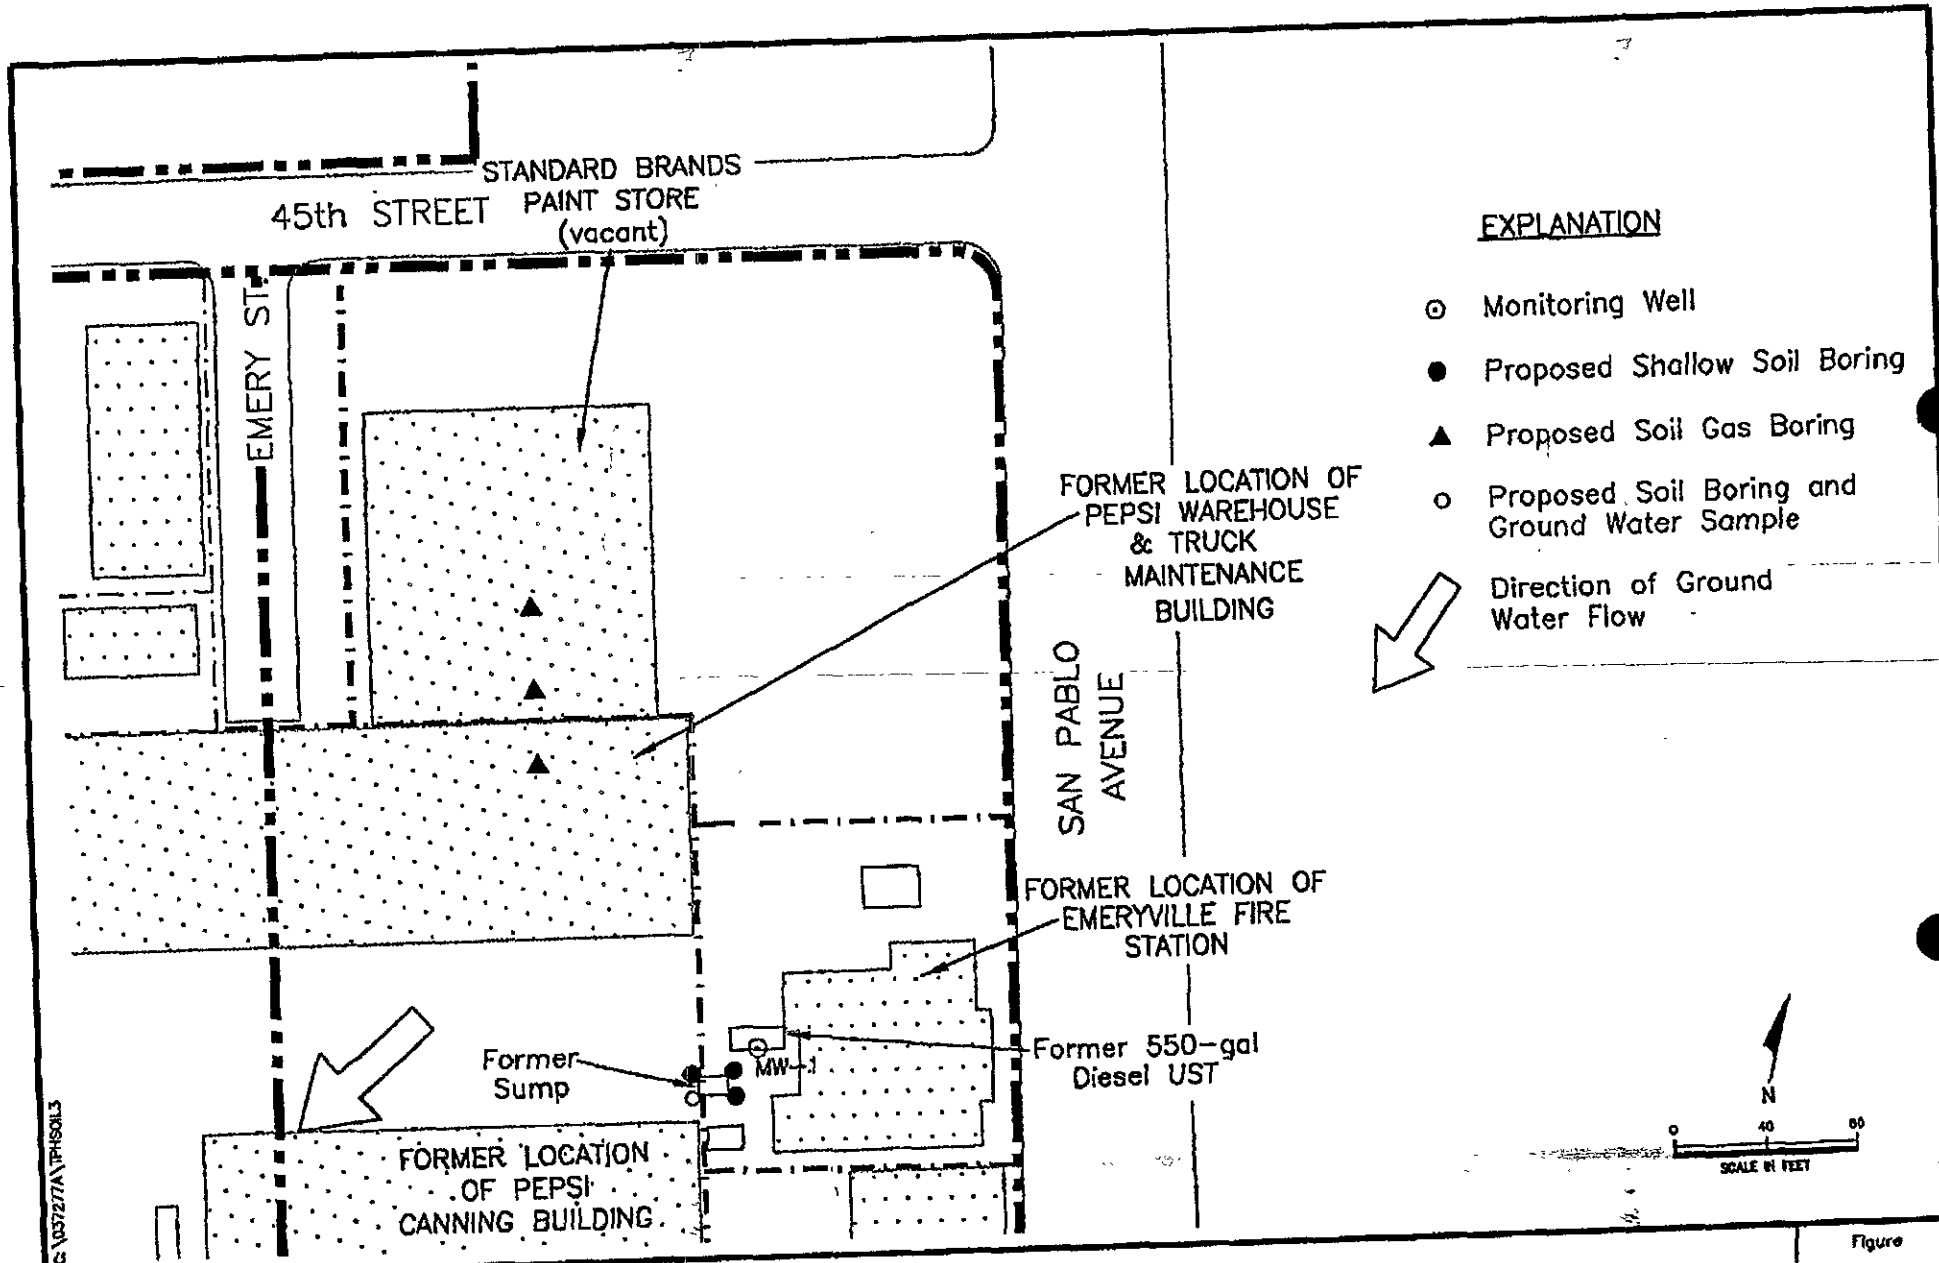 STANDARD BRANDS
PAINT STORE
(vacant)
45th STREET
EMERY ST.
EXPLANATION
Monitoring Well
Proposed Shallow Soil Boring
Proposed Soil Gas Boring
Proposed Soil Boring and
Ground Water Sample
Direction of Ground
Water Flow
FORMER LOCATION OF
PEPSI WAREHOUSE
& TRUCK
MAINTENANCE
BUILDING
SAN PABLO
AVENUE
FORMER LOCATION OF
EMERYVILLE FIRE
STATION
Former 550-gal
Diesel UST
MW-1
Former
Sump
FORMER LOCATION
OF PEPSI
CANNING BUILDING
N
0 40 80
SCALE IN FEET
G:\037277A\TPHSOIL3
Figure